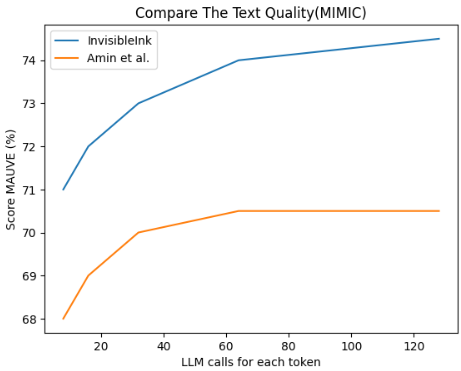 Compare The Text Quality(MIMIC)
InvisibleInk
Amin et al.
Score MAUVE (%)
74
73
72
71
70
69
68
20 40 60 80 100 120
LLM calls for each token